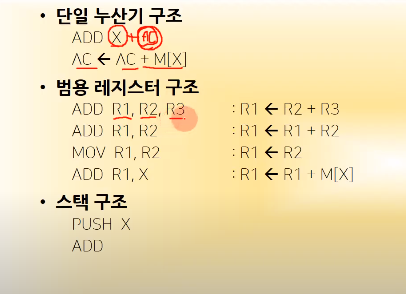 • 단일 누산기 구조
ADD X + AC
AC ← AC + M[X]
• 범용 레지스터 구조
ADD R1, R2, R3 : R1 ← R2 + R3
ADD R1, R2 : R1 ← R1 + R2
MOV R1, R2 : R1 ← R2
ADD R1, X : R1 ← R1 + M[X]
• 스택 구조
PUSH X
ADD